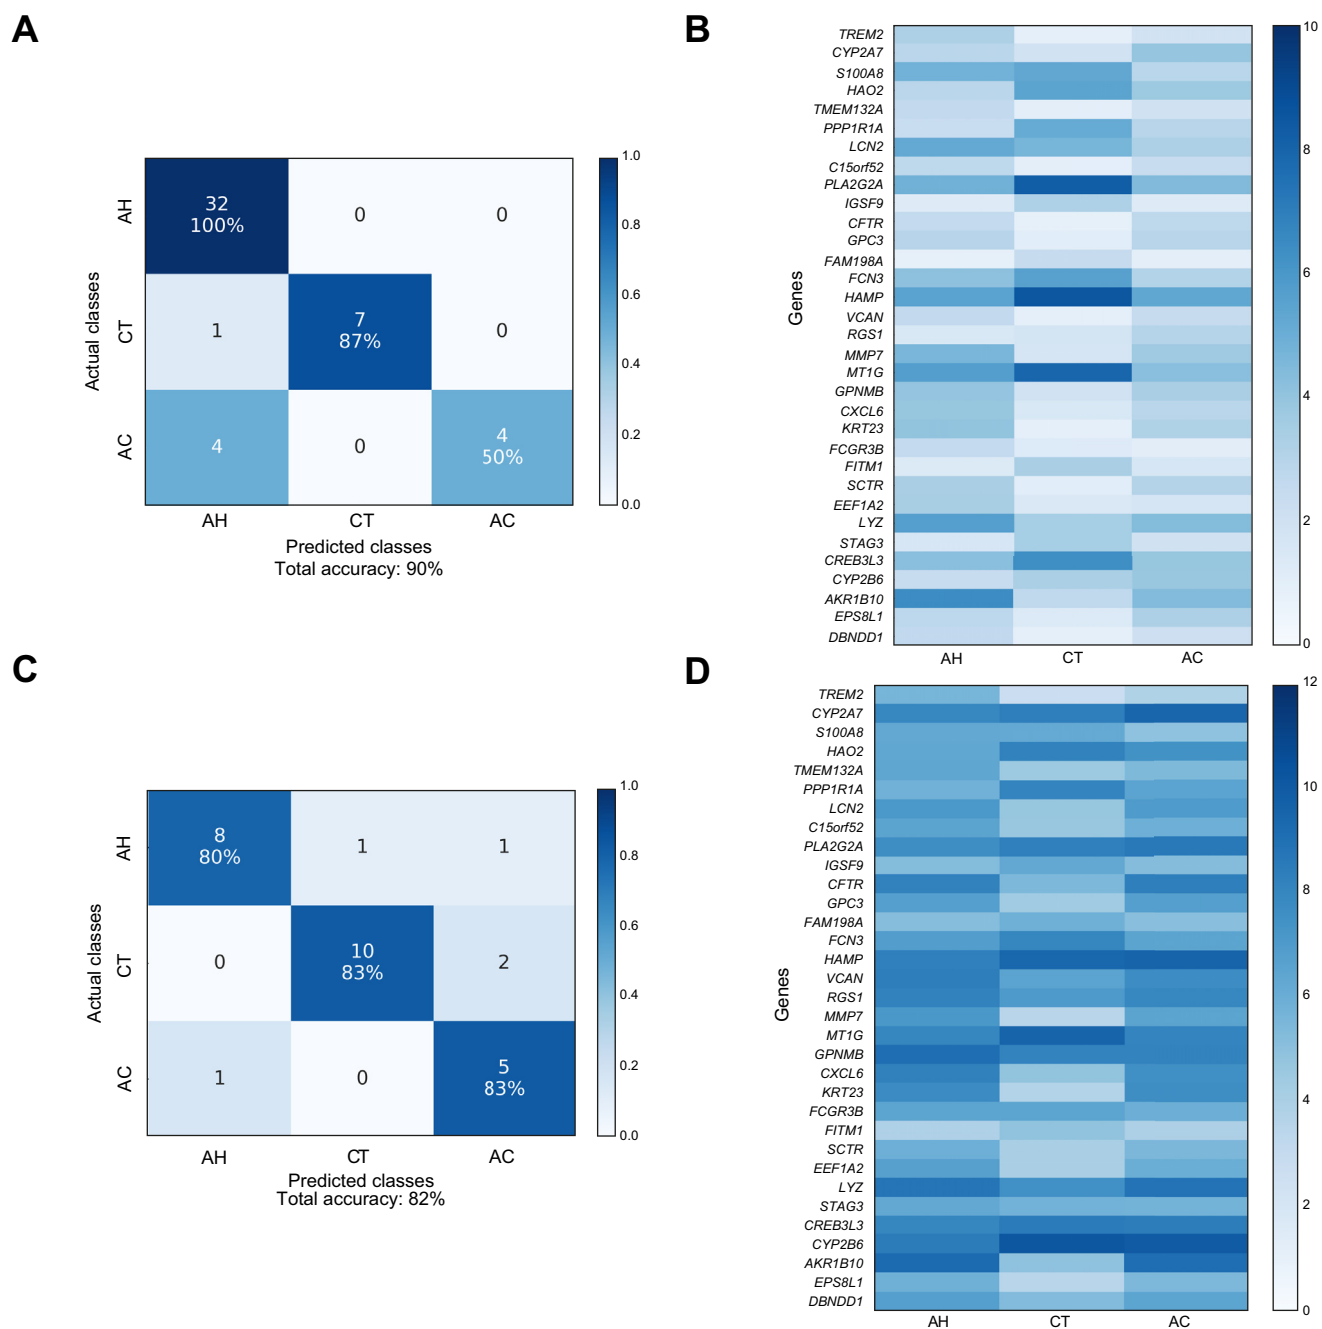 A
1.0
0.8
0.6
0.4
0.2
0.0
Actual classes
AH
CT
AC
32
100%
0
0
1
7
87%
0
4
0
4
50%
AH
CT
AC
Predicted classes
Total accuracy: 90%
B
Genes
TREM2
CYP2A7
S100A8
HAO2
TMEM132A
PPP1R1A
LCN2
C15orf52
PLA2G2A
IGSF9
CFTR
GPC3
FAM198A
FCN3
HAMP
VCAN
RGS1
MMP7
MT1G
GPNMB
CXCL6
KRT23
FCGR3B
FITM1
SCTR
EEF1A2
LYZ
STAG3
CREB3L3
CYP2B6
AKR1B10
EPS8L1
DBNDD1
AH
CT
AC
10
8
6
4
2
0
C
Actual classes
AH
CT
AC
8
80%
1
1
0
10
83%
2
1
0
5
83%
AH
CT
AC
Predicted classes
Total accuracy: 82%
1.0
0.8
0.6
0.4
0.2
0.0
D
Genes
TREM2
CYP2A7
S100A8
HAO2
TMEM132A
PPP1R1A
LCN2
C15orf52
PLA2G2A
IGSF9
CFTR
GPC3
FAM198A
FCN3
HAMP
VCAN
RGS1
MMP7
MT1G
GPNMB
CXCL6
KRT23
FCGR3B
FITM1
SCTR
EEF1A2
LYZ
STAG3
CREB3L3
CYP2B6
AKR1B10
EPS8L1
DBNDD1
AH
CT
AC
12
10
8
6
4
2
0